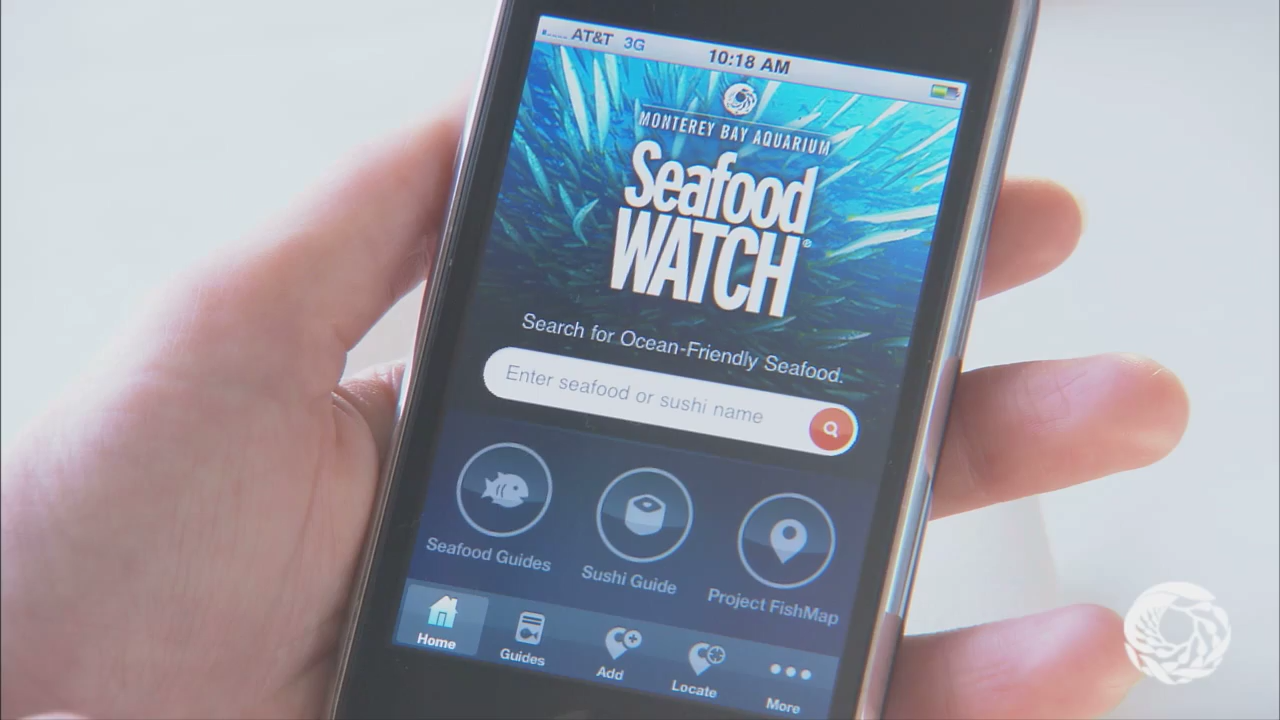 AT&T 3G 10:18 AM
MONTEREY BAY AQUARIUM
Seafood
WATCH®
Search for Ocean-Friendly Seafood.
Enter seafood or sushi name
Seafood Guides Sushi Guide Project FishMap
Home Guides Add Locate More